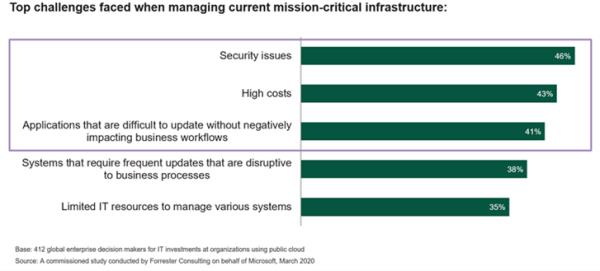 Top challenges faced when managing current mission-critical infrastructure:
Security issues
46%
High costs
43%
Applications that are difficult to update without negatively
impacting business workflows
41%
Systems that require frequent updates that are disruptive
to business processes
38%
Limited IT resources to manage various systems
35%
Base: 412 global enterprise decision makers for IT investments at organizations using public cloud
Source: A commissioned study conducted by Forrester Consulting on behalf of Microsoft, March 2020